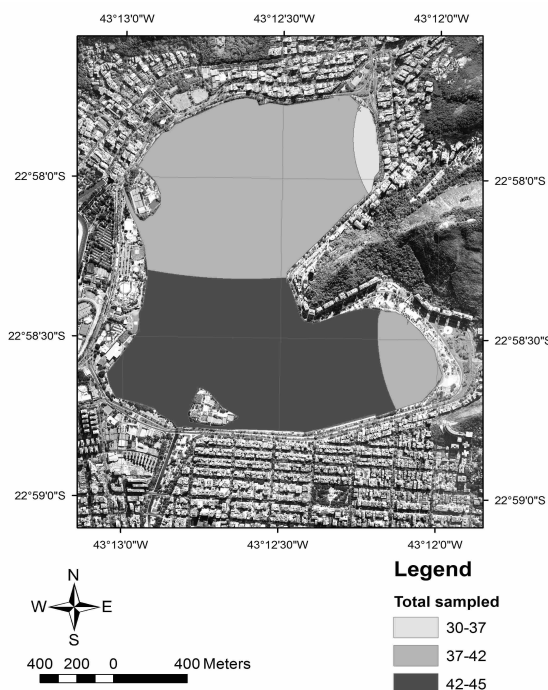 43°13'0"W 43°12'30"W 43°12'0"W
22°58'0"S 22°58'0"S
22°58'30"S 22°58'30"S
22°59'0"S 22°59'0"S
43°13'0"W 43°12'30"W 43°12'0"W
N
W E
S
400 200 0 400 Meters
Legend
Total sampled
30-37
37-42
42-45